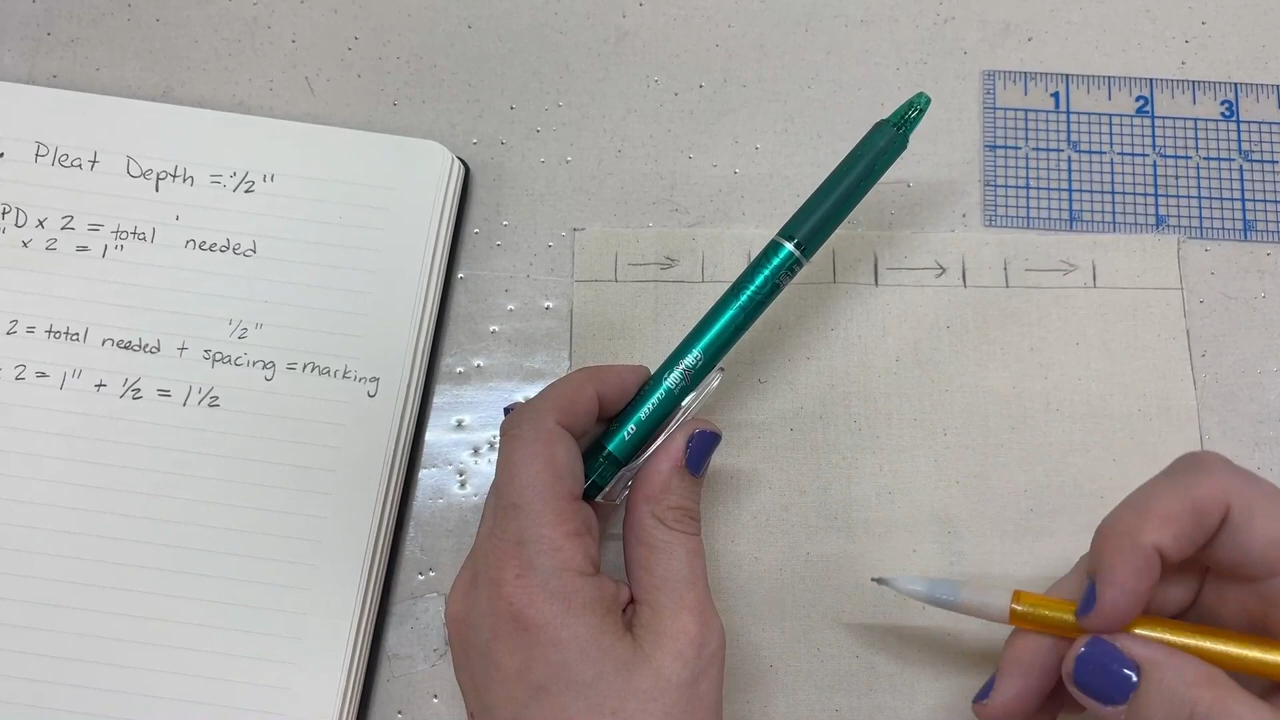 Pleat Depth = 1/2"
PD x 2 = total needed
" x 2 = 1"
1/2"
2 = total needed + spacing = marking
2 = 1" + 1/2 = 1 1/2
1 2 3
FRIXION CLICKER 07